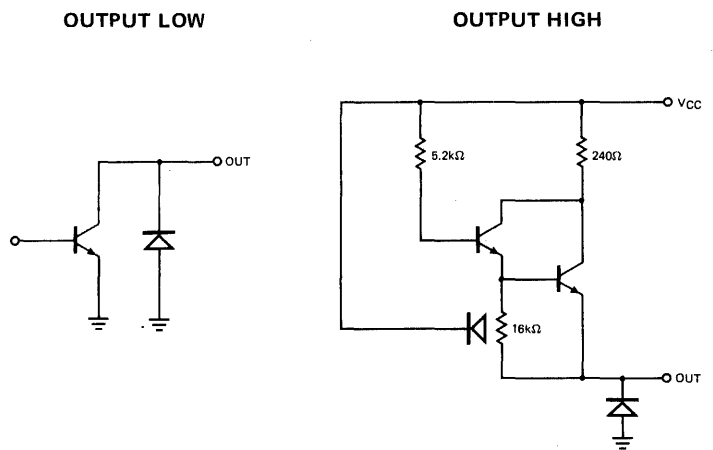 OUTPUT LOW
OUTPUT HIGH
VCC
5.2kΩ
240Ω
OUT
16kΩ
OUT